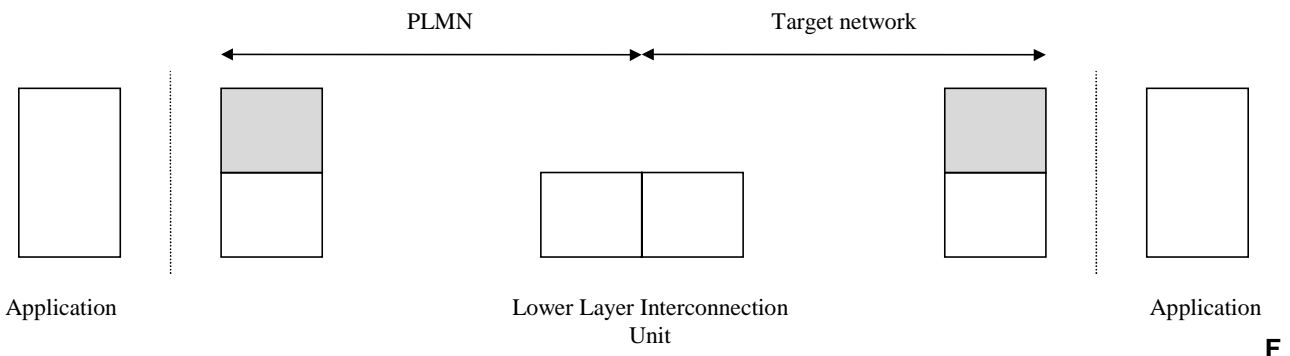 PLMN
Target network
Application
Lower Layer Interconnection
Unit
Application
F